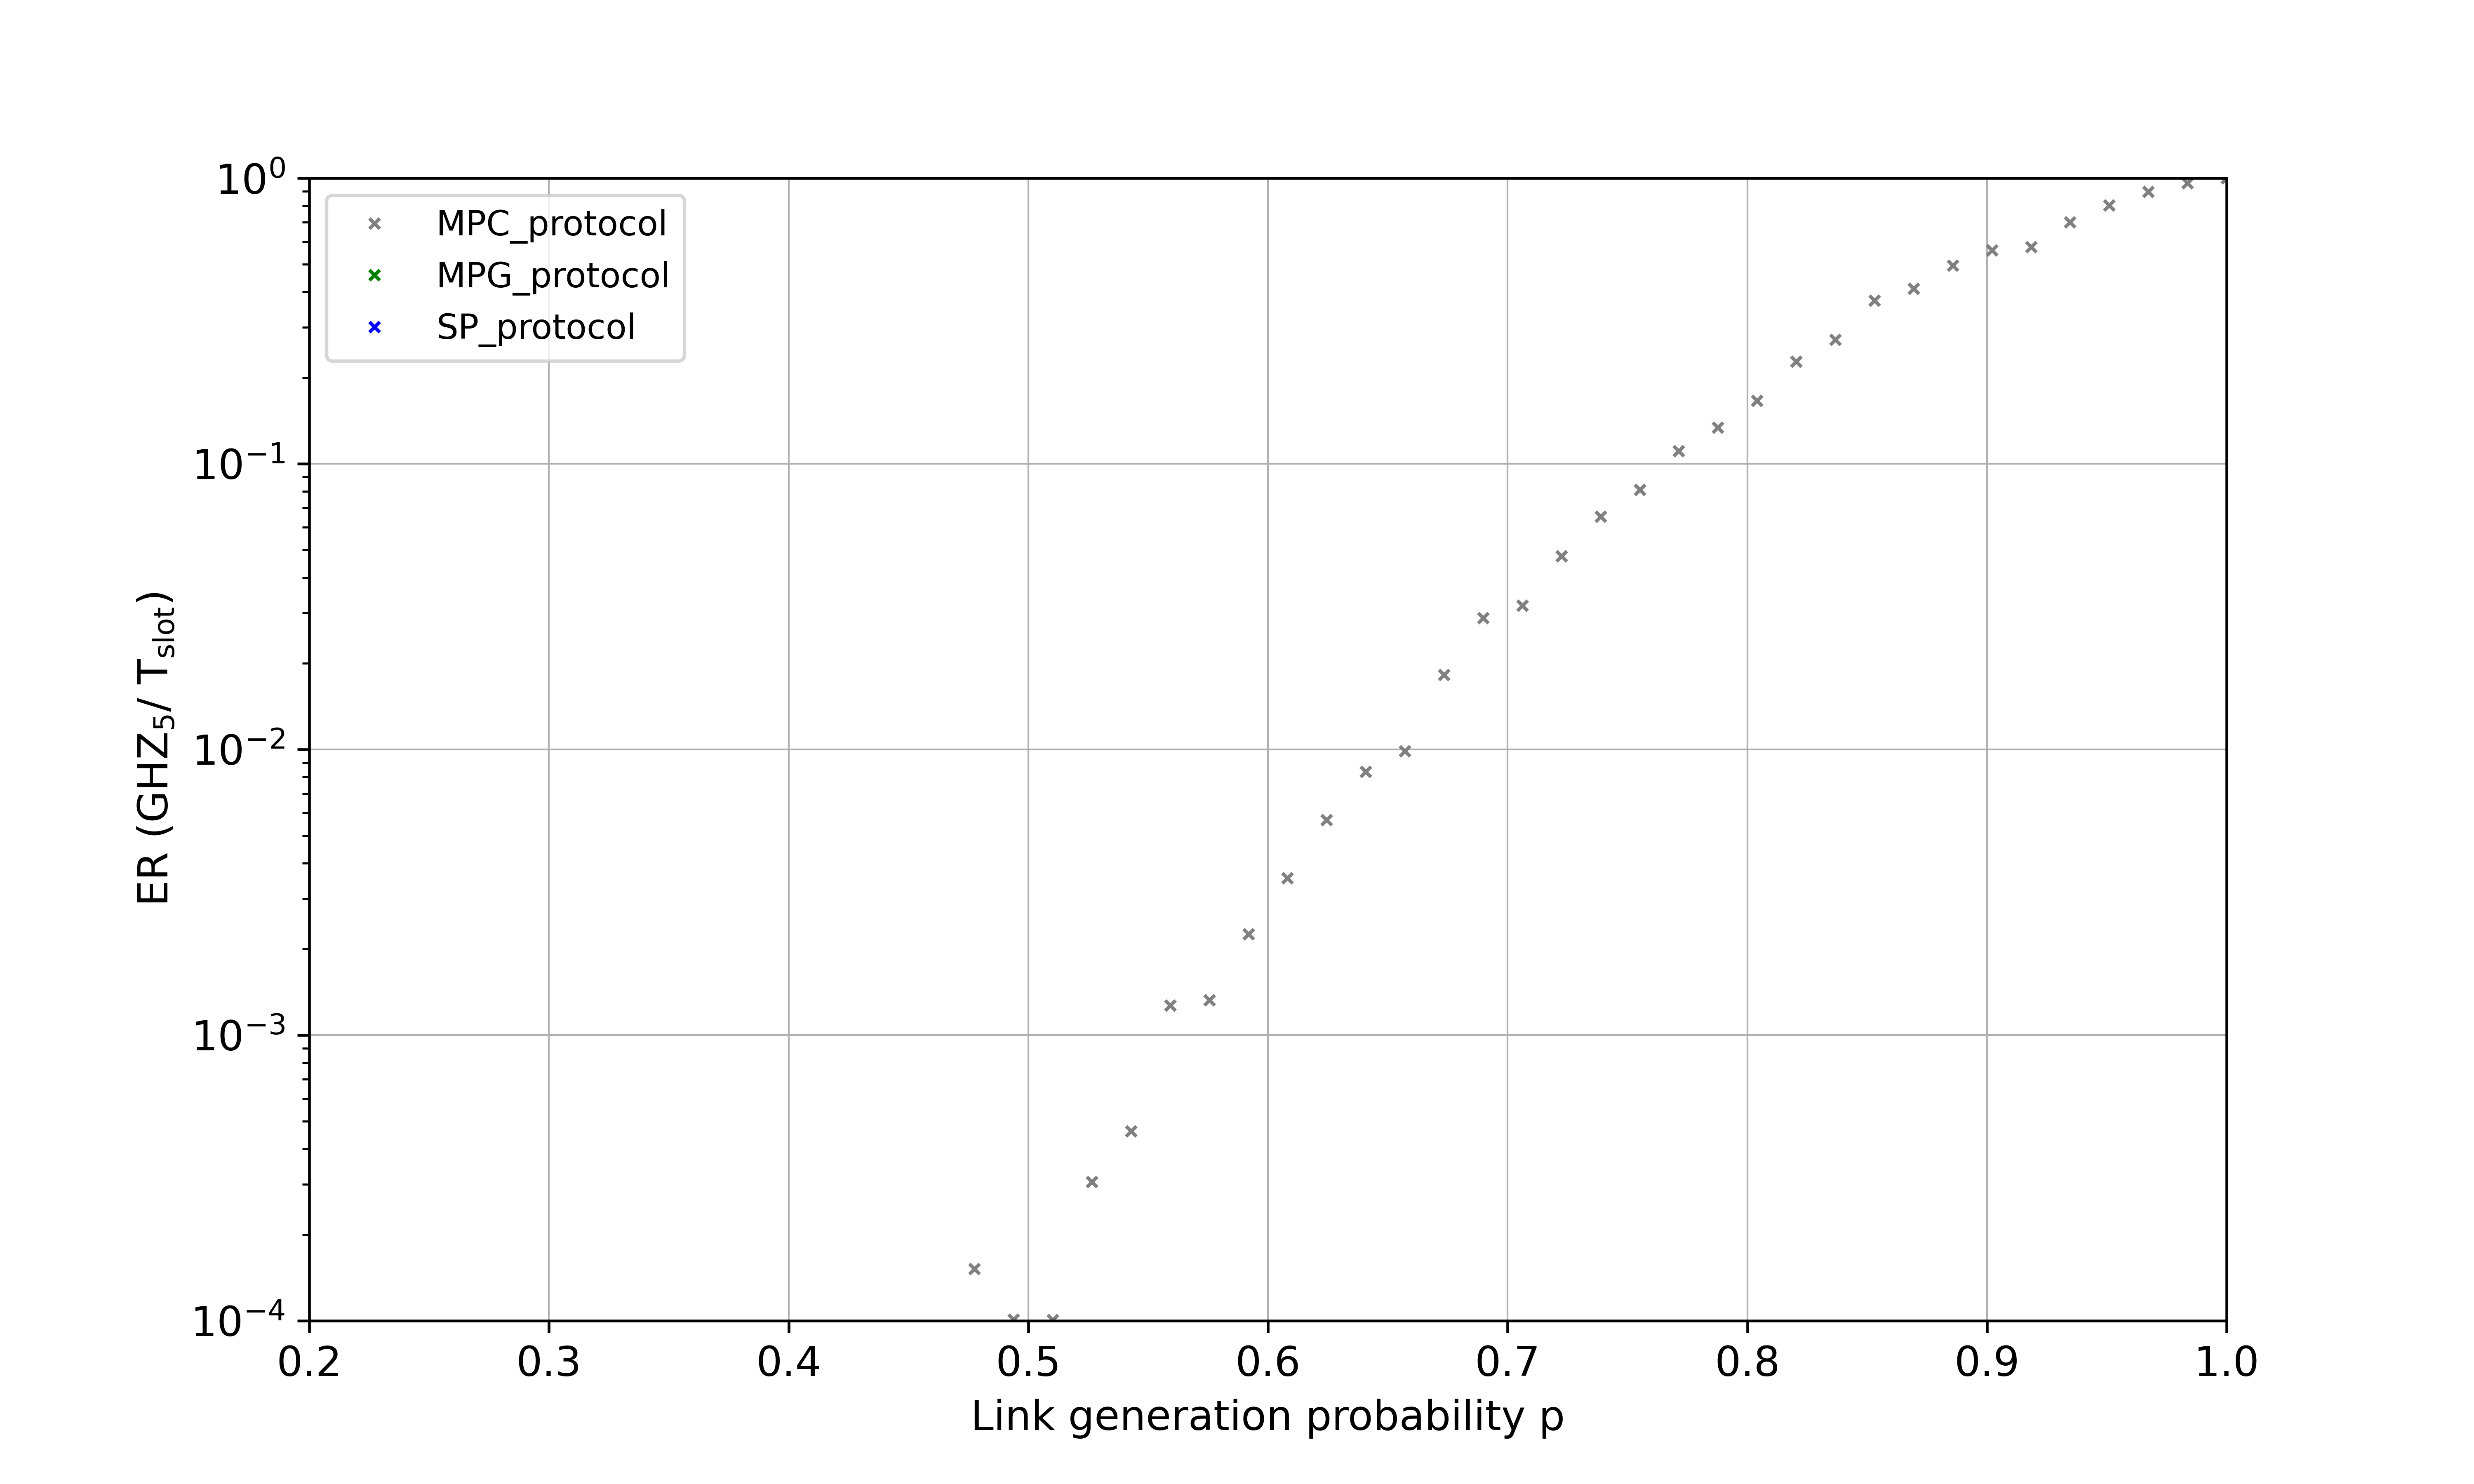 10⁰
10⁻¹
10⁻²
10⁻³
10⁻⁴
MPC_protocol
MPG_protocol
SP_protocol
ER (GHZ₅/ Tₛₗₒₜ)
0.2 0.3 0.4 0.5 0.6 0.7 0.8 0.9 1.0
Link generation probability p